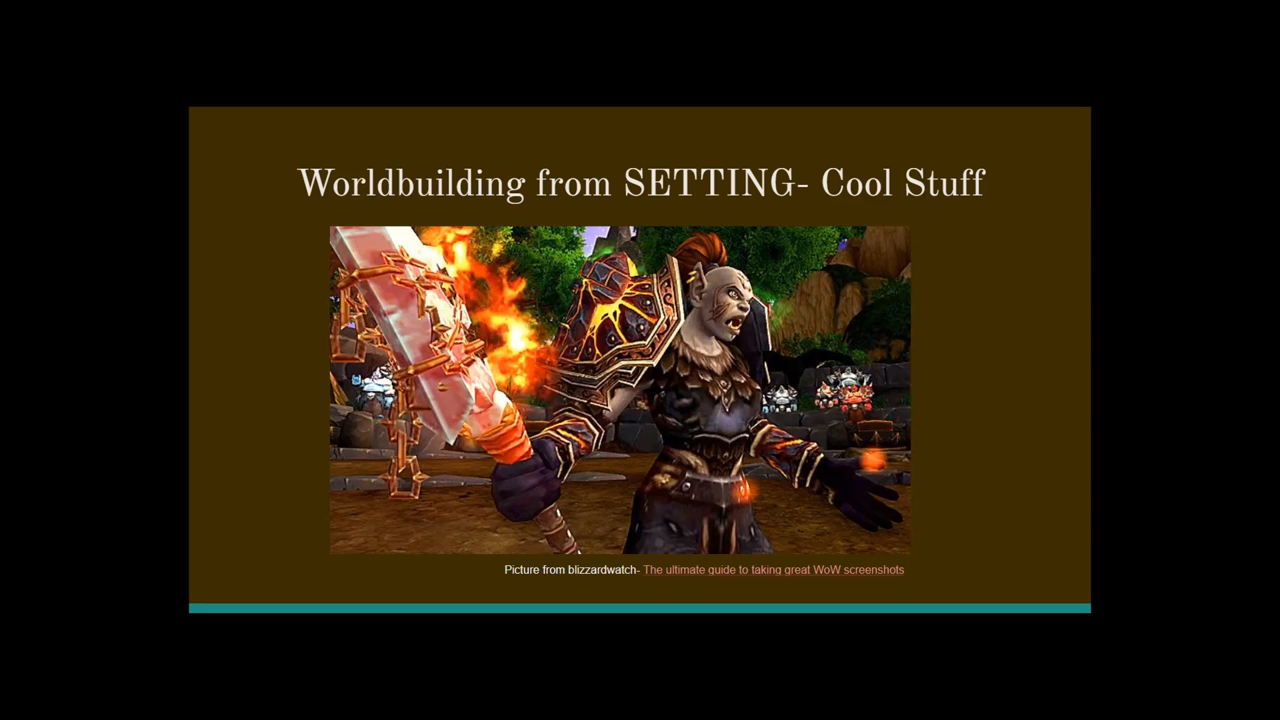 Worldbuilding from SETTING- Cool Stuff
Picture from blizzardwatch- The ultimate guide to taking great WoW screenshots